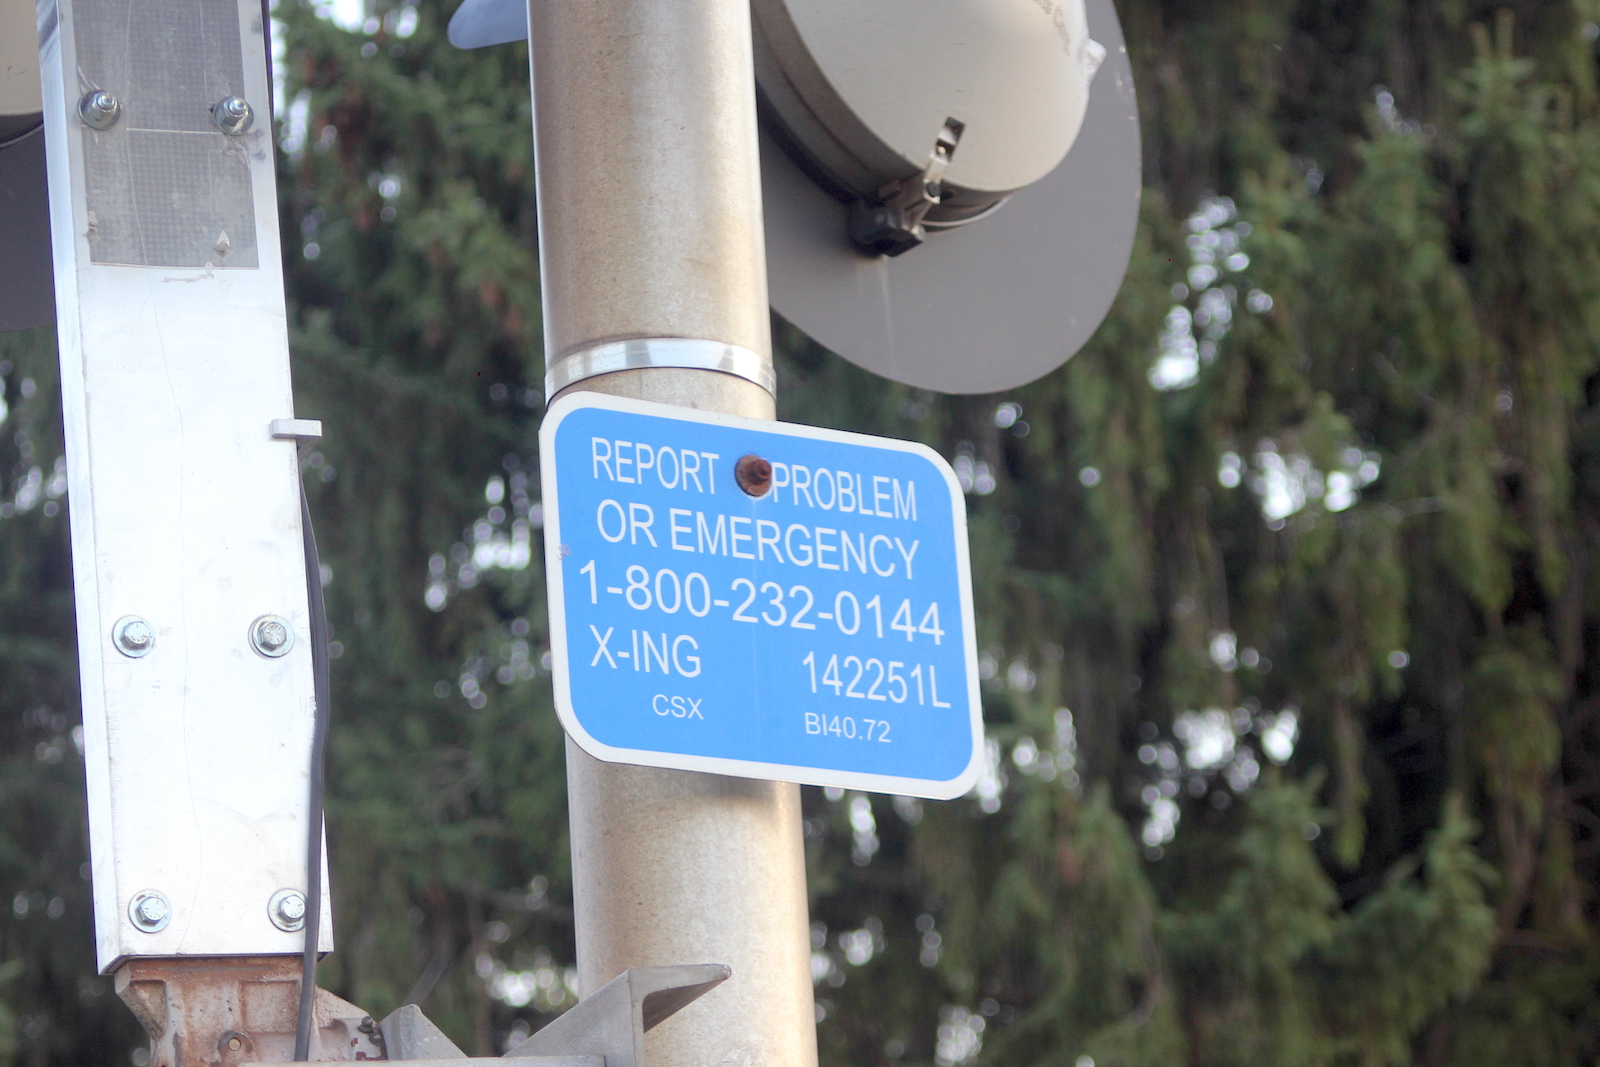 REPORT PROBLEM
OR EMERGENCY
1-800-232-0144
X-ING 142251L
CSX BI40.72